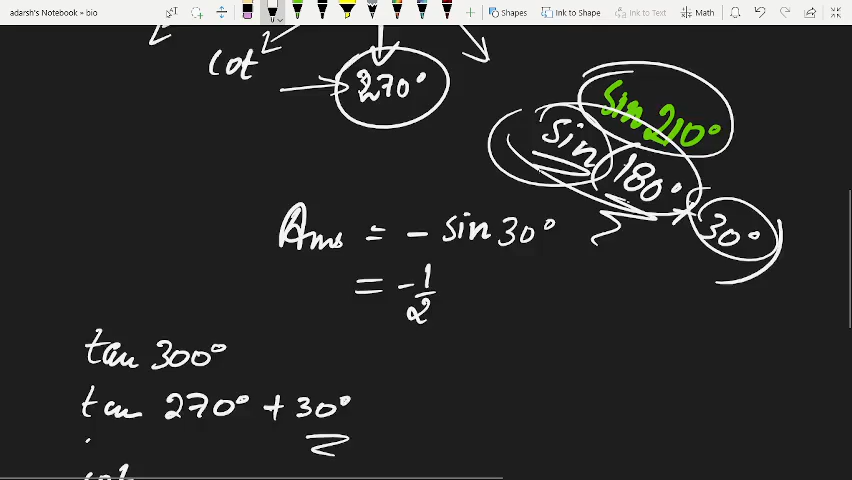 adarsh's Notebook » bio
Shapes
Ink to Shape
Ink to Text
Math
cot
270°
sin 210°
sin 180° + 30°
Ans = - sin 30°
= -1/2
tan 300°
tan 270° + 30°
cot